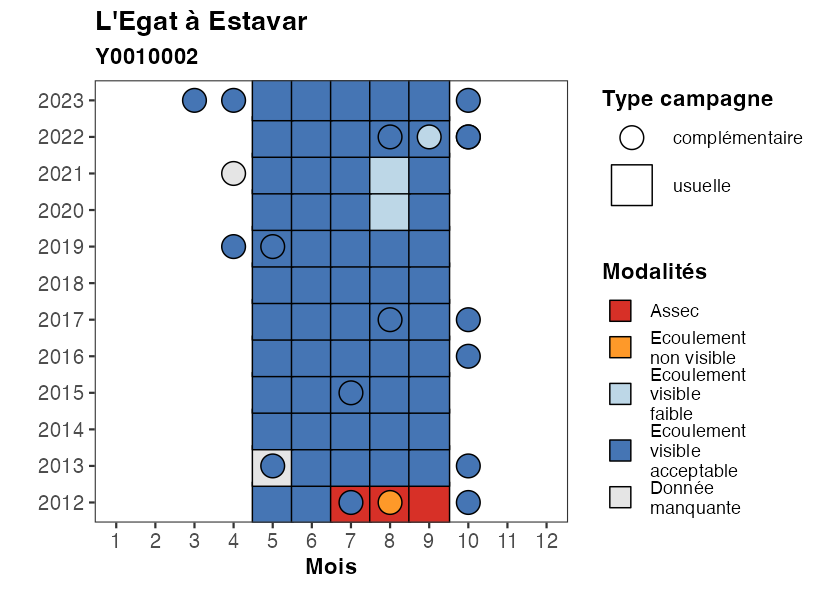 L'Egat à Estavar
Y0010002
2023
2022
2021
2020
2019
2018
2017
2016
2015
2014
2013
2012
1 2 3 4 5 6 7 8 9 10 11 12
Mois
Type campagne
complémentaire
usuelle
Modalités
Assec
Ecoulement
non visible
Ecoulement
visible
faible
Ecoulement
visible
acceptable
Donnée
manquante